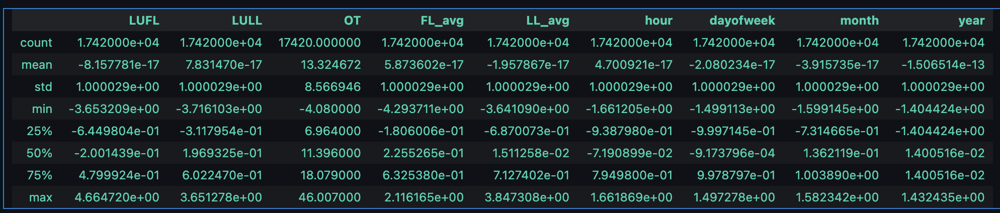 LUFL LULL OT FL_avg LL_avg hour dayofweek month year
count 1.742000e+04 1.742000e+04 17420.000000 1.742000e+04 1.742000e+04 1.742000e+04 1.742000e+04 1.742000e+04 1.742000e+04
mean -8.157781e-17 7.831470e-17 13.324672 5.873602e-17 -1.957867e-17 4.700921e-17 -2.080234e-17 -3.915735e-17 -1.506514e-13
std 1.000029e+00 1.000029e+00 8.566946 1.000029e+00 1.000029e+00 1.000029e+00 1.000029e+00 1.000029e+00 1.000029e+00
min -3.653209e+00 -3.716103e+00 -4.080000 -4.293711e+00 -3.641090e+00 -1.661205e+00 -1.499113e+00 -1.599145e+00 -1.404424e+00
25% -6.449804e-01 -3.117954e-01 6.964000 -1.806006e-01 -6.870073e-01 -9.387980e-01 -9.997145e-01 -7.314665e-01 -1.404424e+00
50% -2.001439e-01 1.969325e-01 11.396000 2.255265e-01 1.511258e-02 -7.190899e-02 -9.173796e-04 1.362119e-01 1.400516e-02
75% 4.799924e-01 6.022470e-01 18.079000 6.325380e-01 7.127402e-01 7.949800e-01 9.978797e-01 1.003890e+00 1.400516e-02
max 4.664720e+00 3.651278e+00 46.007000 2.116165e+00 3.847308e+00 1.661869e+00 1.497278e+00 1.582342e+00 1.432435e+00